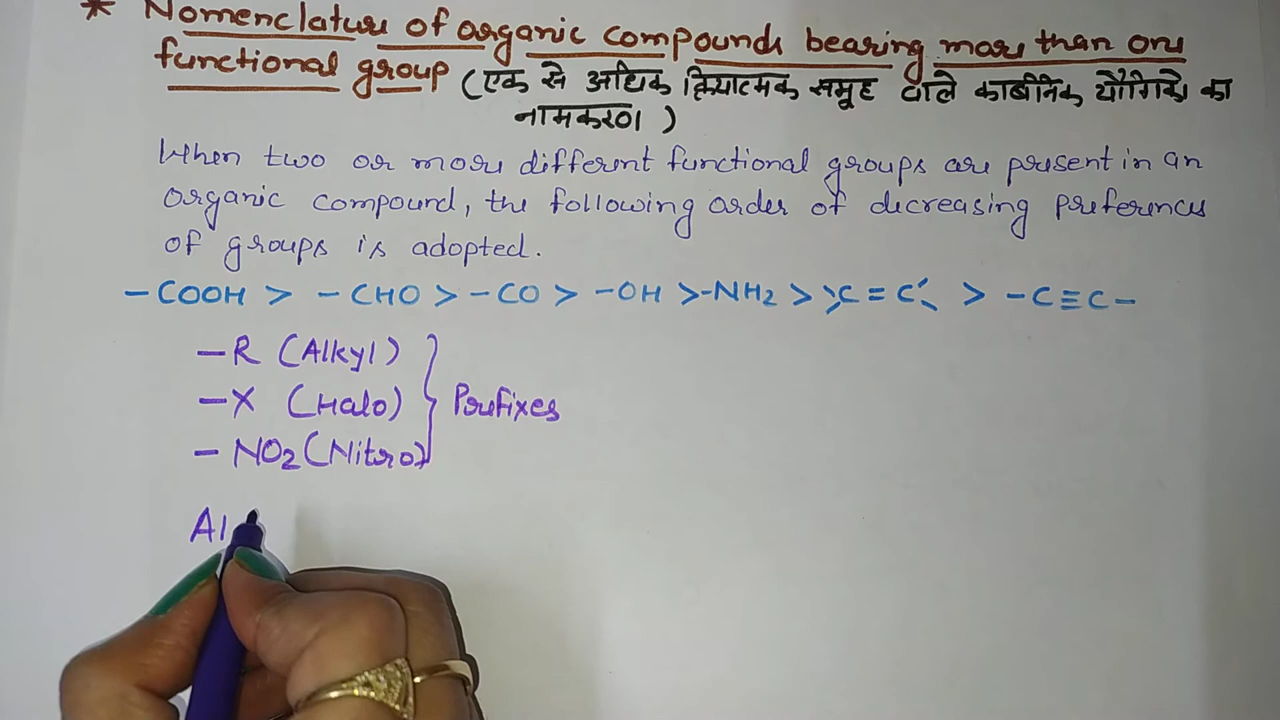 * Nomenclature of organic compounds bearing more than one
functional group (एक से अधिक क्रियात्मक समूह वाले कार्बनिक यौगिकों का
नामकरण)
When two or more different functional groups are present in an
organic compound, the following order of decreasing preference
of groups is adopted.
-COOH > -CHO > -CO > -OH > -NH₂ > >C=C< > -C≡C-
-R (Alkyl)
-X (Halo) } Prefixes
-NO₂ (Nitro)
Al